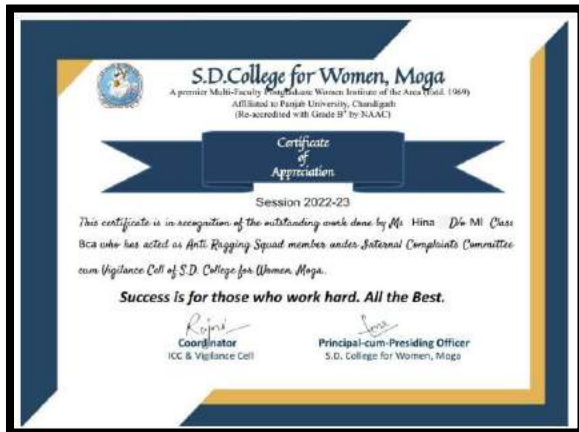 S.D.College for Women, Moga
A premier Multi-Faculty Postgraduate Women Institute of the Area (Estd. 1969)
Affiliated to Panjab University, Chandigarh
(Re-accredited with Grade B+ by NAAC)
Certificate
of
Appreciation
Session 2022-23
This certificate is in recognition of the outstanding work done by Ms Hina D/o Ml Class
Bca who has acted as Anti Ragging Squad member under Internal Complaints Committee
cum Vigilance Cell of S.D. College for Women Moga.
Success is for those who work hard. All the Best.
Coordinator Principal-cum-Presiding Officer
ICC & Vigilance Cell S.D. College for Women, Moga